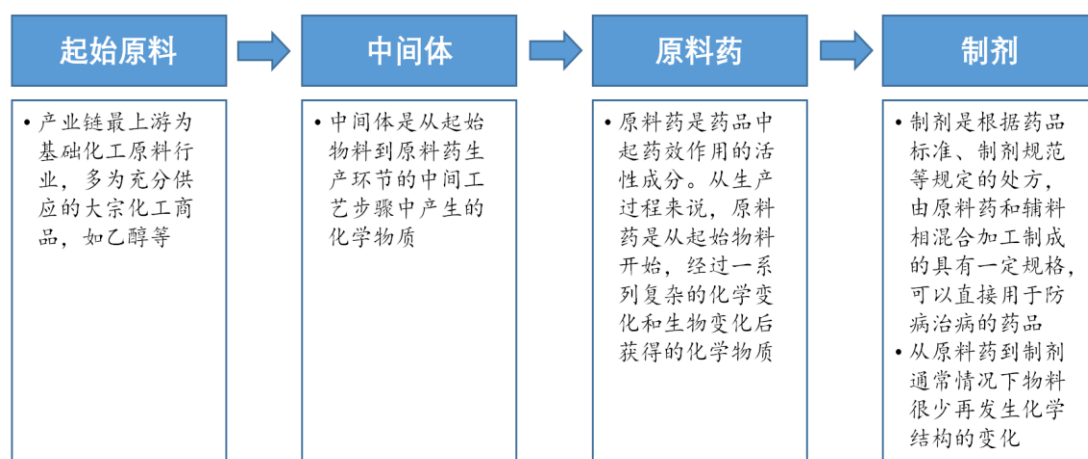 起始原料
中间体
原料药
制剂
• 产业链最上游为
基础化工原料行
业，多为充分供
应的大宗化工商
品，如乙醇等
• 中间体是从起始
物料到原料药生
产环节的中间工
艺步骤中产生的
化学物质
• 原料药是药品中
起药效作用的活
性成分。从生产
过程来说，原料
药是从起始物料
开始，经过一系
列复杂的化学变
化和生物变化后
获得的化学物质
• 制剂是根据药品
标准、制剂规范
等规定的处方，
由原料药和辅料
相混合加工制成
的具有一定规格，
可以直接用于防
病治病的药品
• 从原料药到制剂
通常情况下物料
很少再发生化学
结构的变化